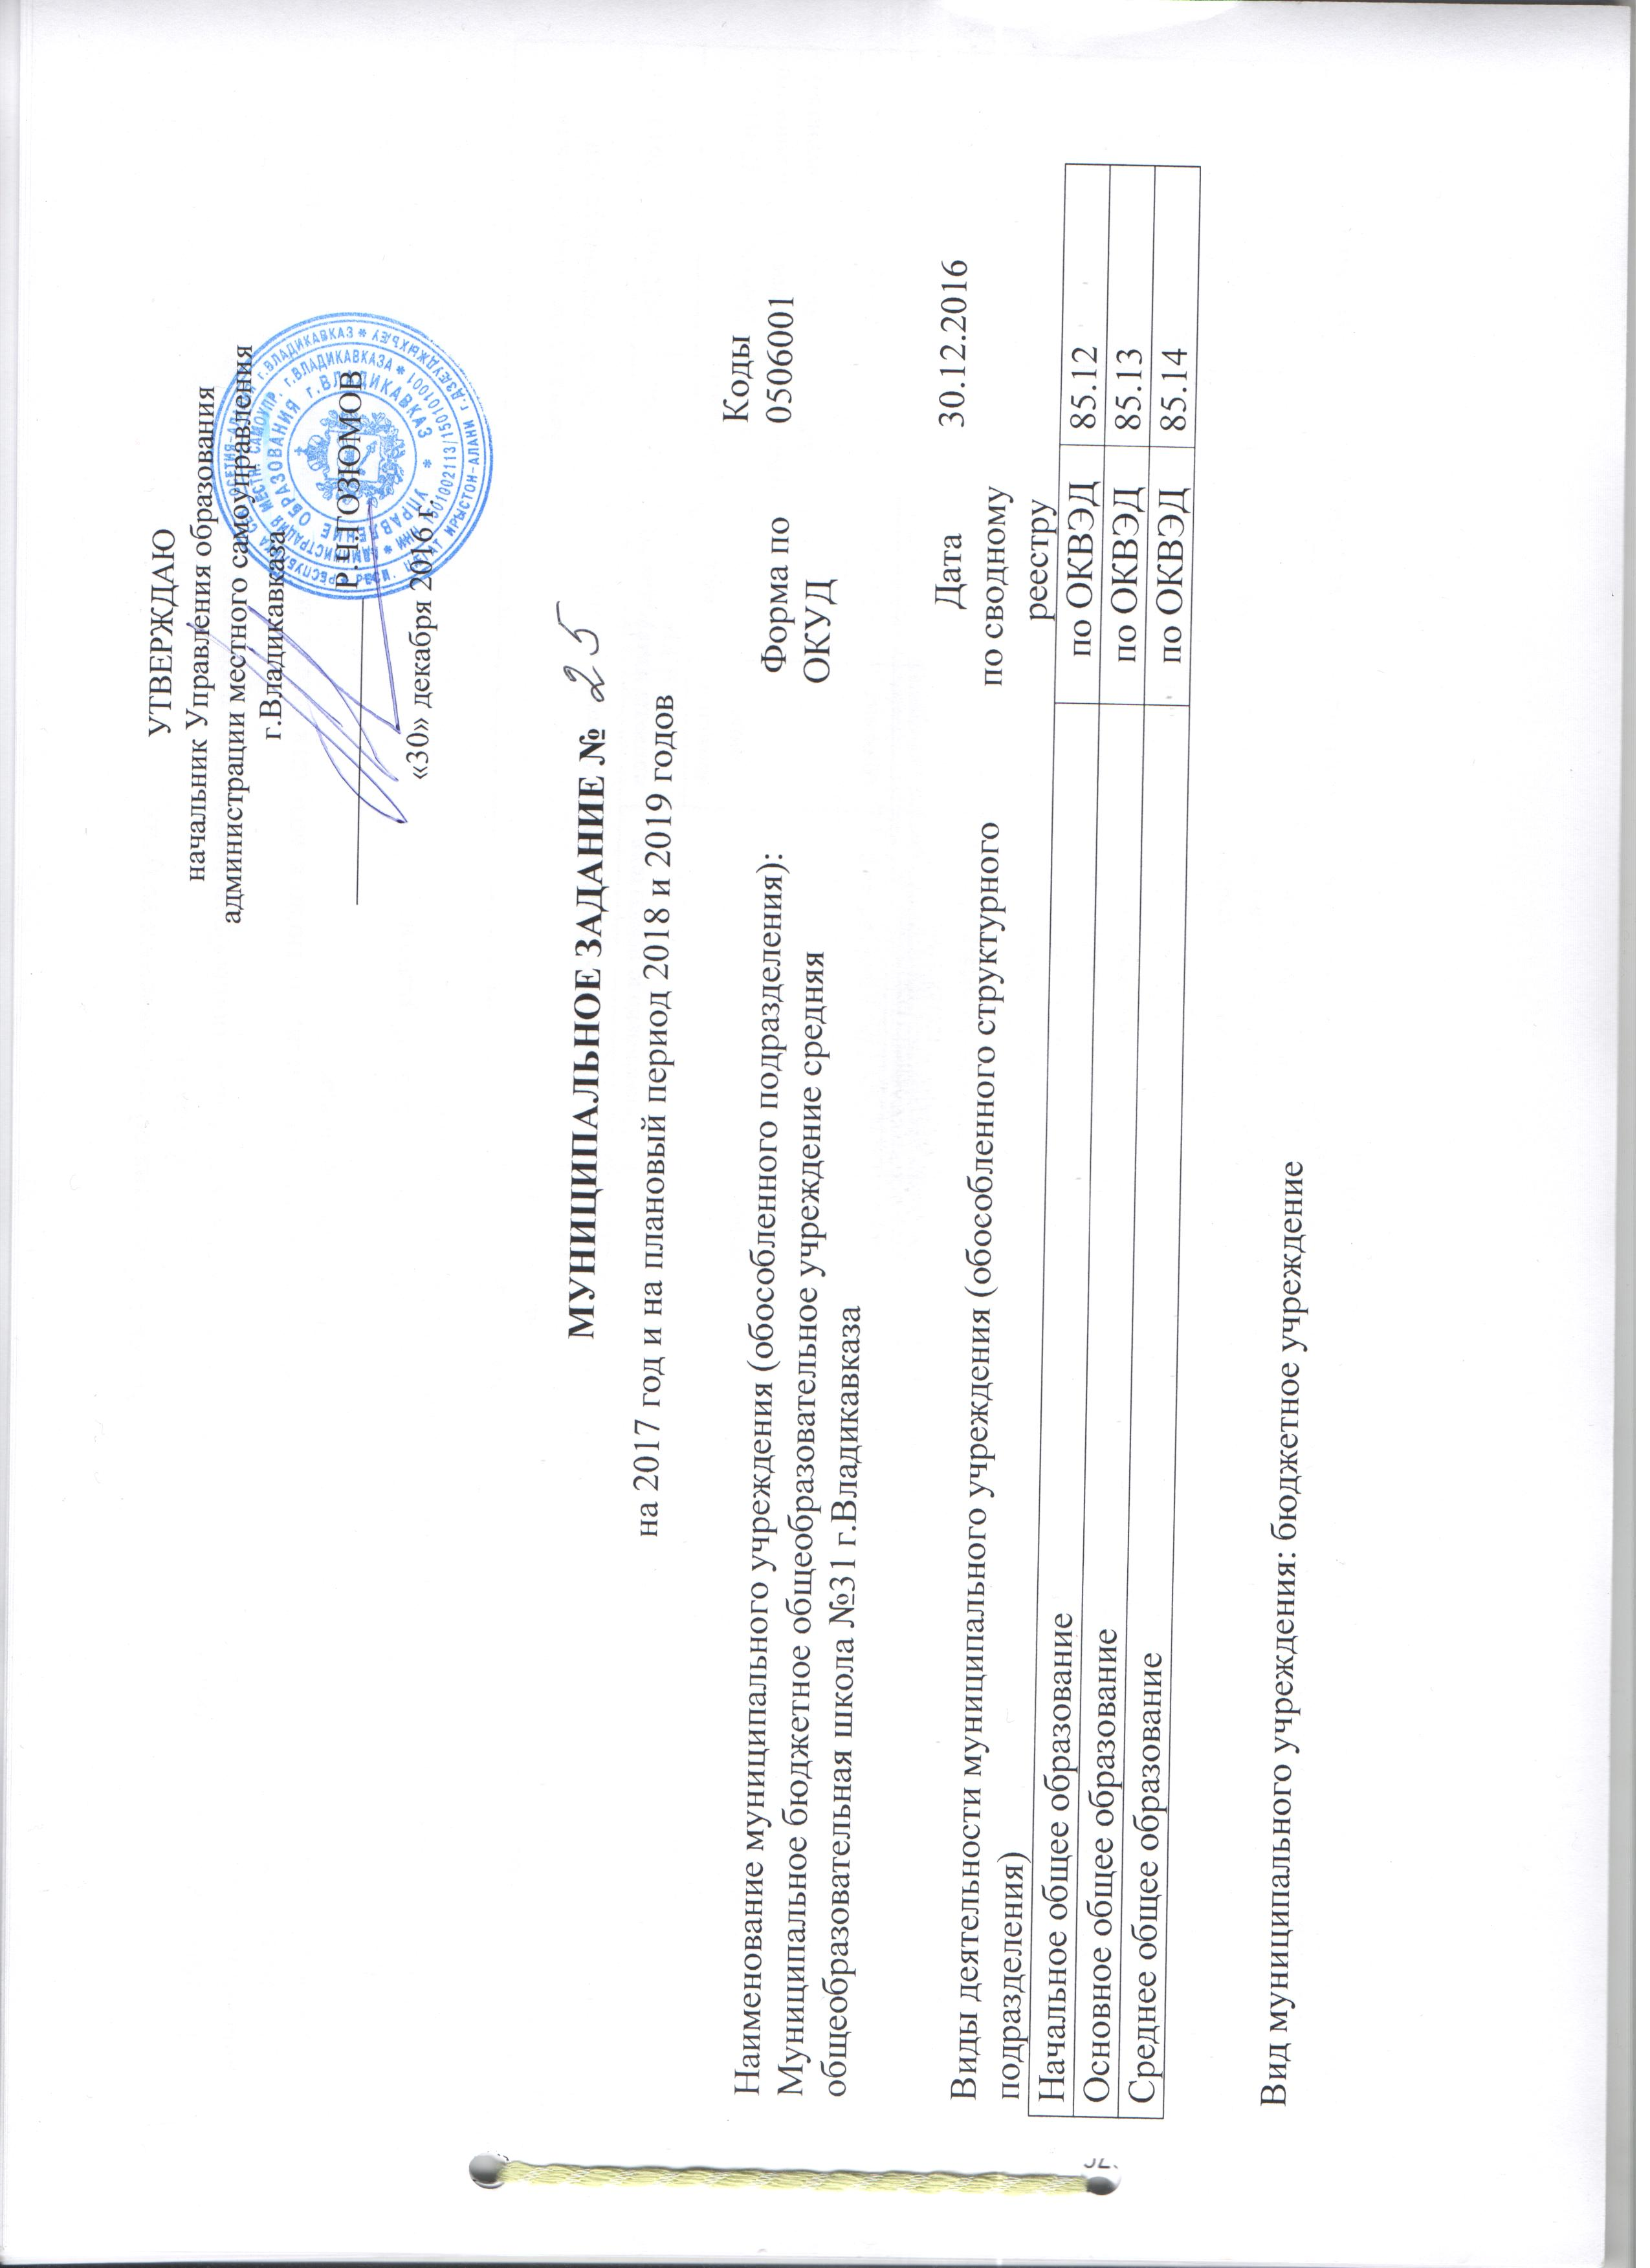 УТВЕРЖДАЮ
начальник Управления образования
администрации местного самоуправления
г.Владикавказа
Р.П.ГОЗЮМОВ
«30» декабря 2016 г.
МУНИЦИПАЛЬНОЕ ЗАДАНИЕ № 25
на 2017 год и на плановый период 2018 и 2019 годов
Коды
Наименование муниципального учреждения (обособленного подразделения): Форма по 0506001
Муниципальное бюджетное общеобразовательное учреждение средняя ОКУД
общеобразовательная школа №31 г.Владикавказа
Дата 30.12.2016
Виды деятельности муниципального учреждения (обособленного структурного по сводному
подразделения) реестру
Начальное общее образование по ОКВЭД 85.12
Основное общее образование по ОКВЭД 85.13
Среднее общее образование по ОКВЭД 85.14
Вид муниципального учреждения: бюджетное учреждение
УПРАВЛЕНИЕ ОБРАЗОВАНИЯ г.ВЛАДИКАВКАЗ